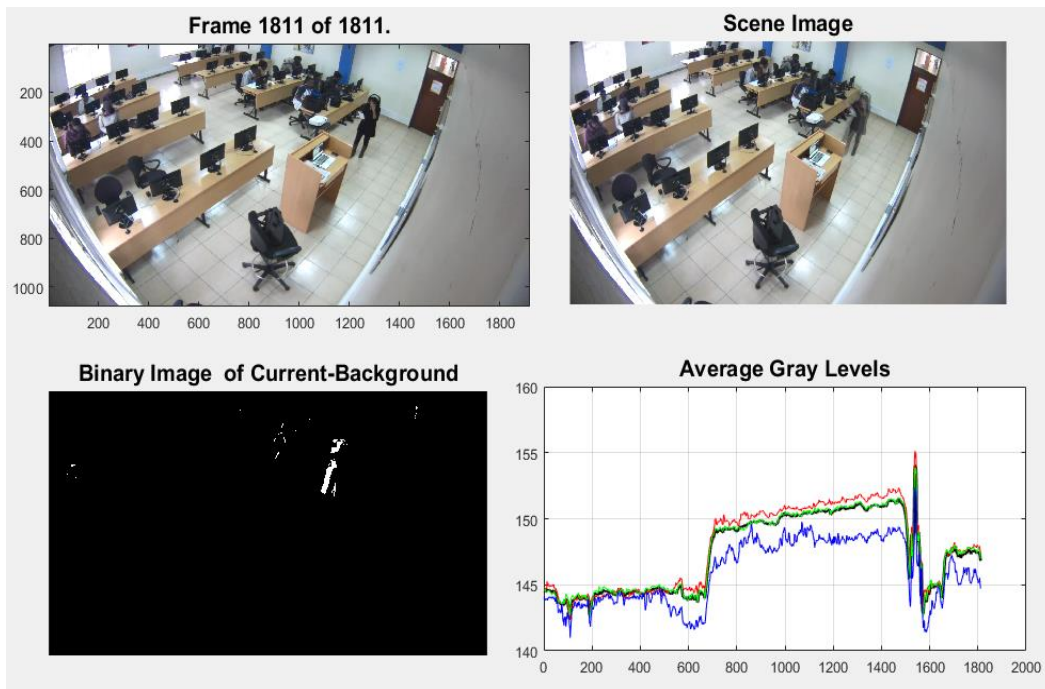 Frame 1811 of 1811.
200
400
600
800
1000
200 400 600 800 1000 1200 1400 1600 1800
Scene Image
Binary Image of Current-Background
Average Gray Levels
160
155
150
145
140
0 200 400 600 800 1000 1200 1400 1600 1800 2000